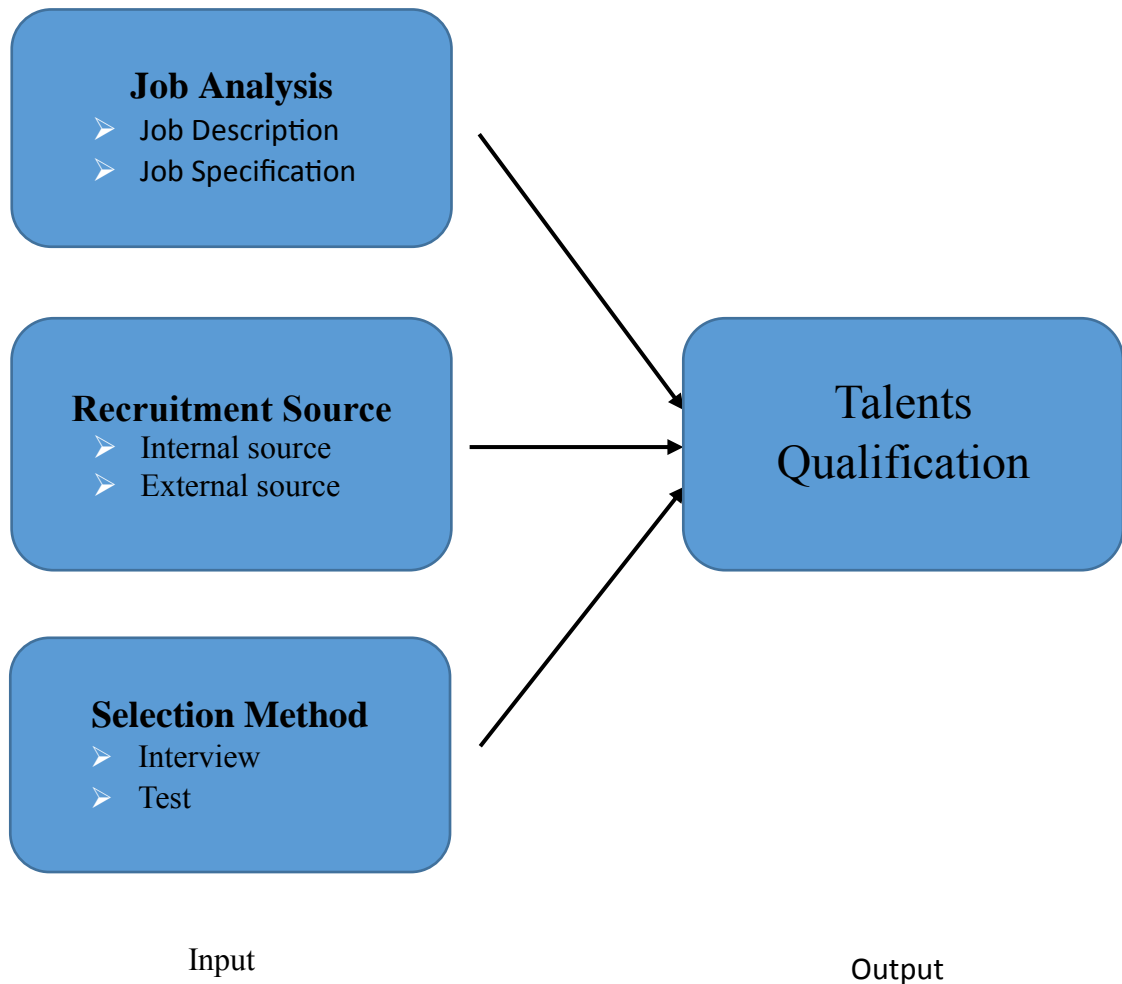 Job Analysis
Job Description
Job Specification
Recruitment Source
Internal source
External source
Selection Method
Interview
Test
Talents
Qualification
Input
Output